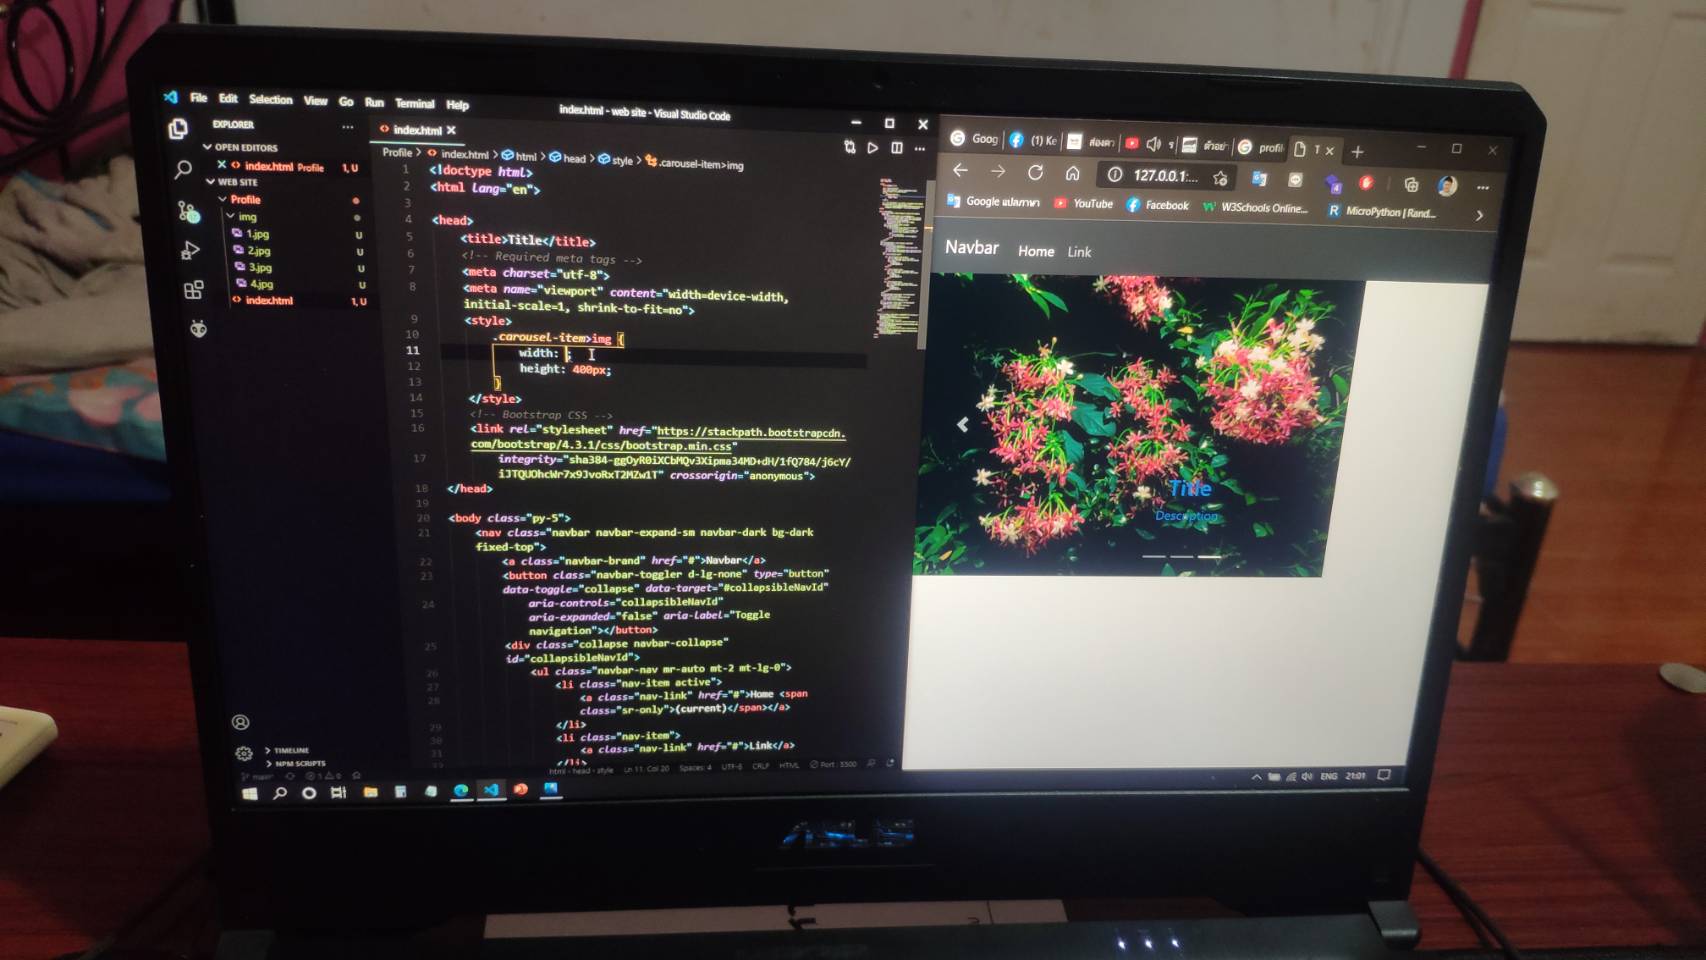 File Edit Selection View Go Run Terminal Help
index.html - web site - Visual Studio Code
EXPLORER
OPEN EDITORS
index.html Profile 1, U
WEB SITE
Profile
img
1.jpg U
2.jpg U
3.jpg U
4.jpg U
index.html 1, U
TIMELINE
NPM SCRIPTS
index.html
Profile > index.html > html > head > style > .carousel-item>img
1 <!doctype html>
2 <html lang="en">
3
4 <head>
5 <title>Title</title>
6 <!-- Required meta tags -->
7 <meta charset="utf-8">
8 <meta name="viewport" content="width=device-width,
initial-scale=1, shrink-to-fit=no">
9 <style>
10 .carousel-item>img {
11 width: ;
12 height: 400px;
13 }
14 </style>
15 <!-- Bootstrap CSS -->
16 <link rel="stylesheet" href="https://stackpath.bootstrapcdn.
com/bootstrap/4.3.1/css/bootstrap.min.css"
17 integrity="sha384-ggOyR0iXCbMQv3Xipma34MD+dH/1fQ784/j6cY/
iJTQUOhcWr7x9JvoRxT2MZw1T" crossorigin="anonymous">
18 </head>
19
20 <body class="py-5">
21 <nav class="navbar navbar-expand-sm navbar-dark bg-dark
fixed-top">
22 <a class="navbar-brand" href="#">Navbar</a>
23 <button class="navbar-toggler d-lg-none" type="button"
data-toggle="collapse" data-target="#collapsibleNavId"
24 aria-controls="collapsibleNavId"
aria-expanded="false" aria-label="Toggle
navigation"></button>
25 <div class="collapse navbar-collapse"
id="collapsibleNavId">
26 <ul class="navbar-nav mr-auto mt-2 mt-lg-0">
27 <li class="nav-item active">
28 <a class="nav-link" href="#">Home <span
class="sr-only">(current)</span></a>
29 </li>
30 <li class="nav-item">
31 <a class="nav-link" href="#">Link</a>
</li>
main 1 0
html - head - style Ln 11, Col 20 Spaces: 4 UTF-8 CRLF HTML Port : 5500
Goog (1) Ke profil T
127.0.0.1:...
Google แปลภาษา YouTube Facebook W3Schools Online... MicroPython | Rand...
Navbar Home Link
Title
Description
ENG 21:01